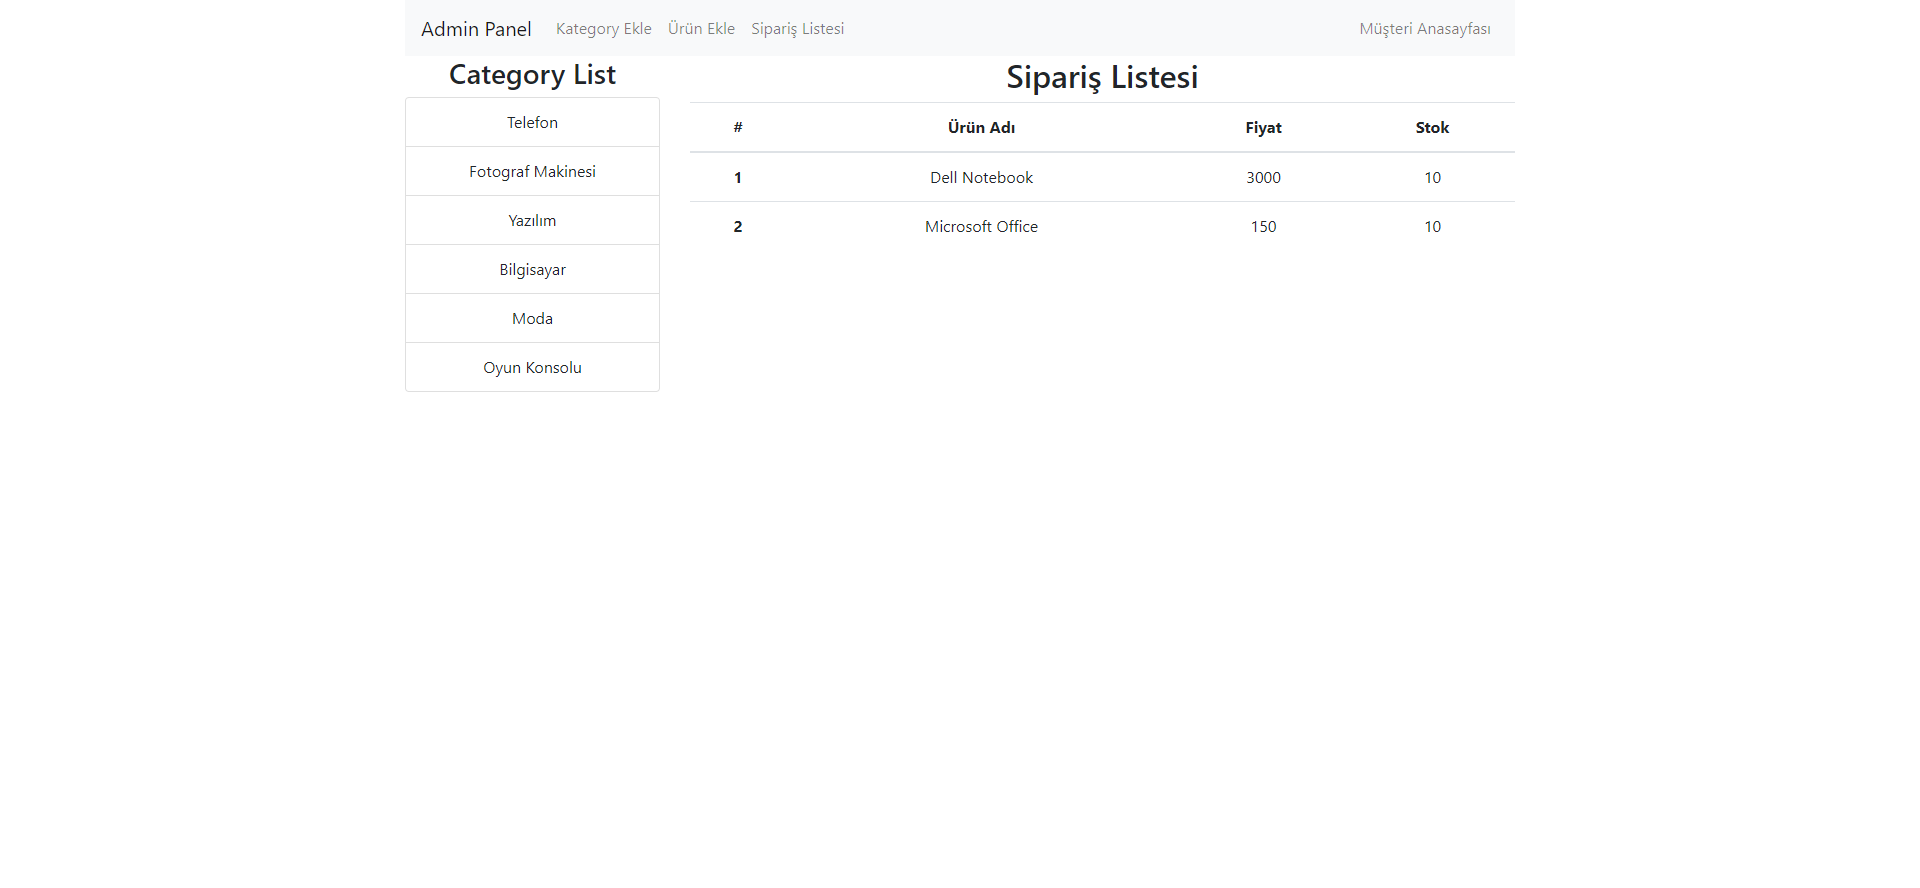 Admin Panel Kategory Ekle Ürün Ekle Sipariş Listesi Müşteri Anasayfası
Category List
Telefon
Fotograf Makinesi
Yazılım
Bilgisayar
Moda
Oyun Konsolu
Sipariş Listesi
# Ürün Adı Fiyat Stok
1 Dell Notebook 3000 10
2 Microsoft Office 150 10